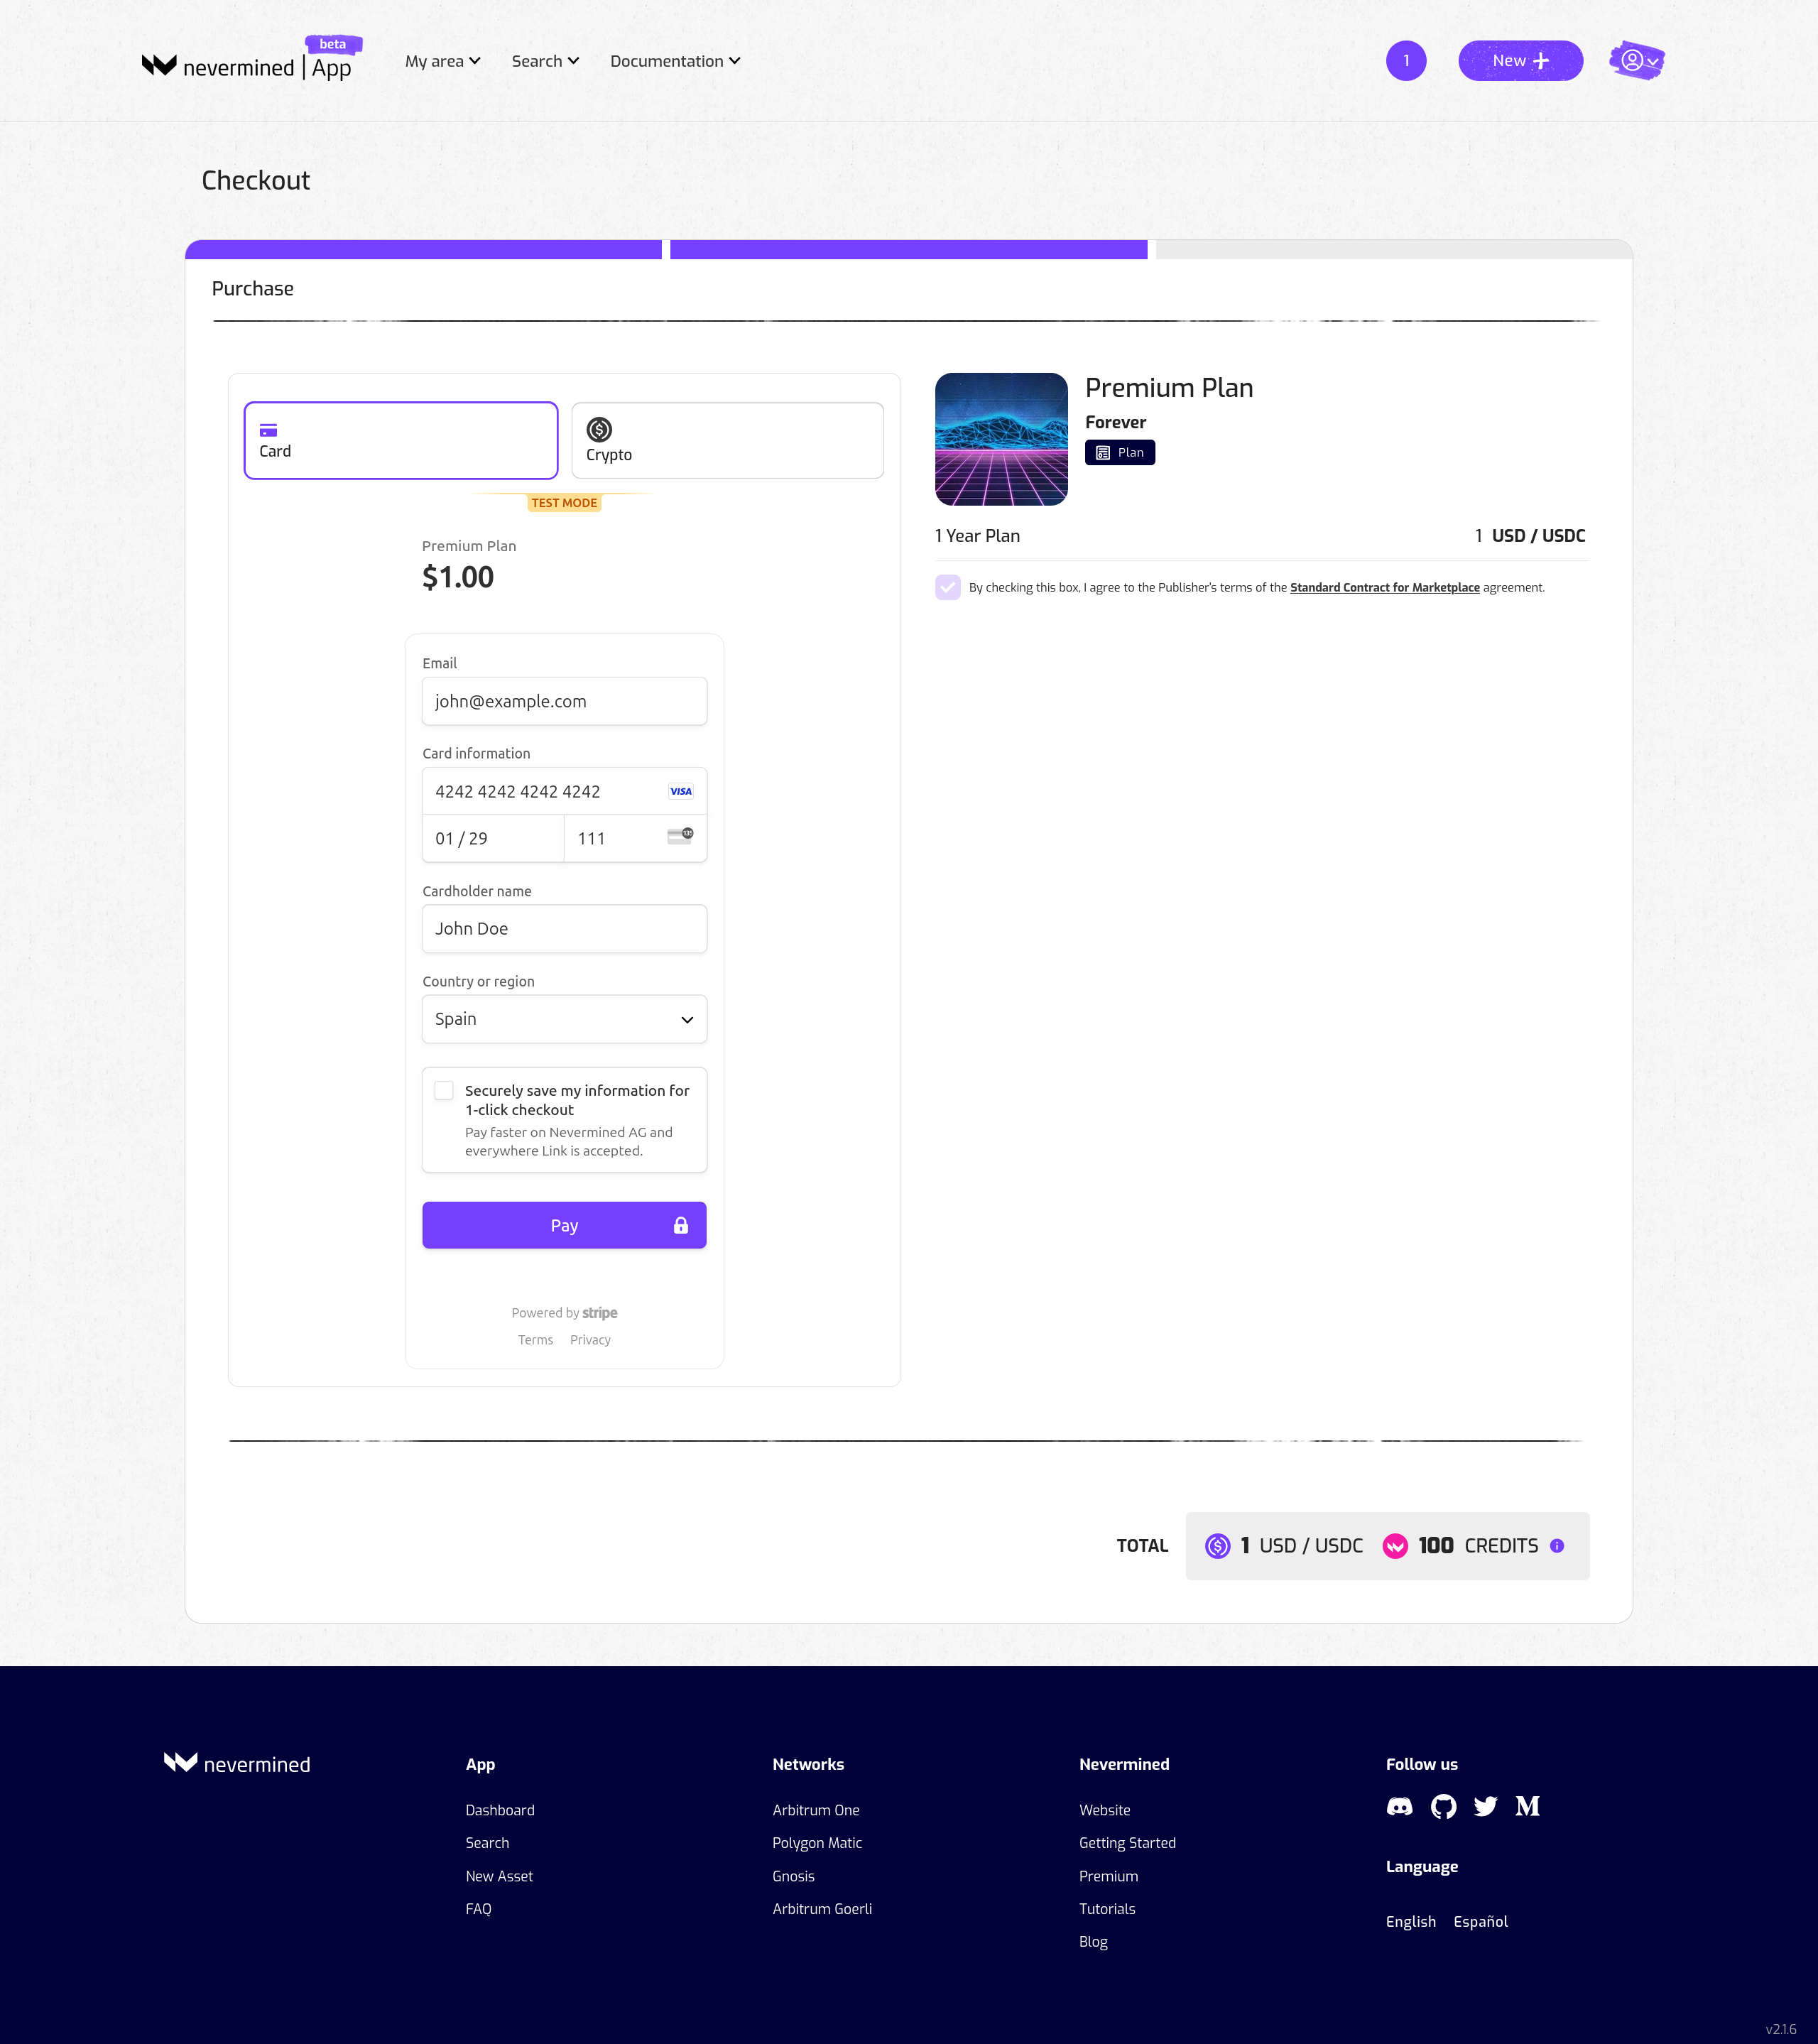 beta
nevermined | App
My area
Search
Documentation
1
New
Checkout
Purchase
Card
Crypto
TEST MODE
Premium Plan
$1.00
Email
john@example.com
Card information
4242 4242 4242 4242
VISA
01 / 29
111
Cardholder name
John Doe
Country or region
Spain
Securely save my information for
1-click checkout
Pay faster on Nevermined AG and
everywhere Link is accepted.
Pay
Powered by stripe
Terms Privacy
Premium Plan
Forever
Plan
1 Year Plan 1 USD / USDC
By checking this box, I agree to the Publisher's terms of the Standard Contract for Marketplace agreement.
TOTAL 1 USD / USDC 100 CREDITS
nevermined
App
Dashboard
Search
New Asset
FAQ
Networks
Arbitrum One
Polygon Matic
Gnosis
Arbitrum Goerli
Nevermined
Website
Getting Started
Premium
Tutorials
Blog
Follow us
Language
English Español
v2.1.6